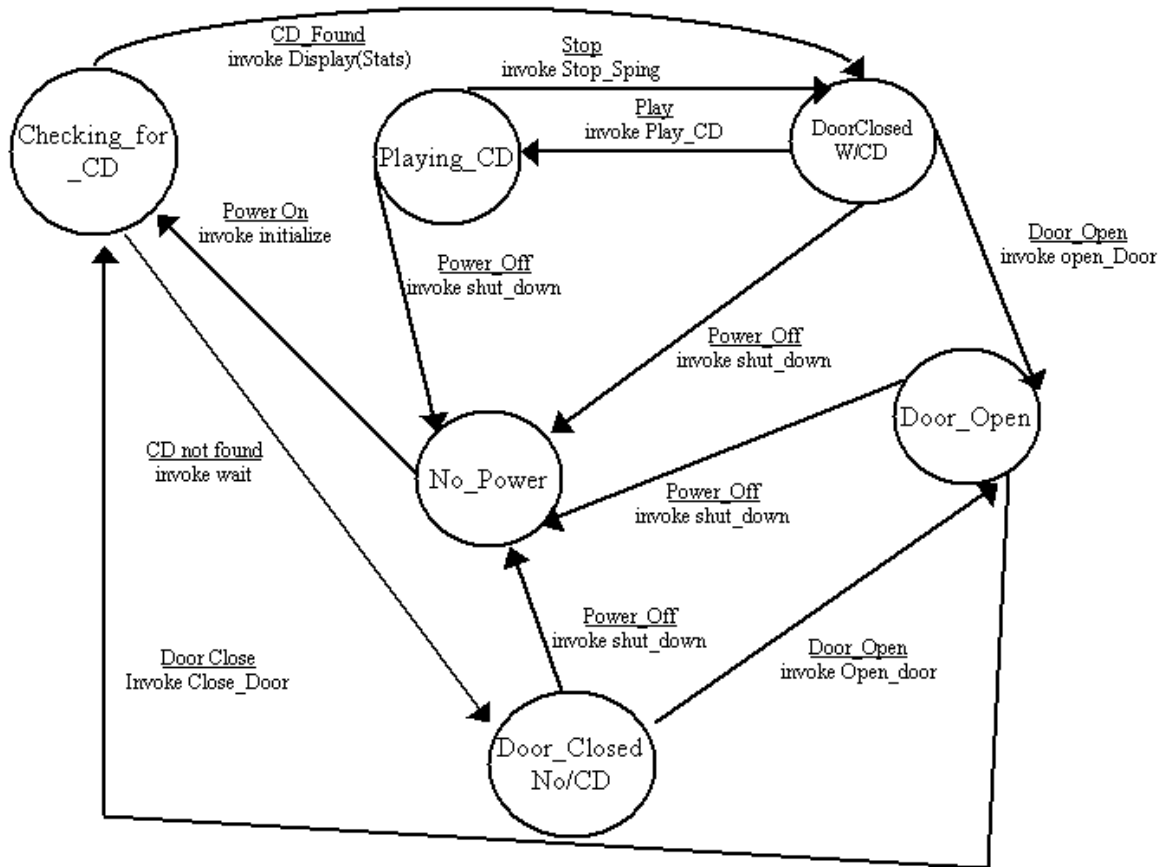 CD_Found
invoke Display(Stats)
Stop
invoke Stop_Sping
Play
invoke Play_CD
Checking_for
_CD
Playing_CD
DoorClosed
W/CD
Power On
invoke initialize
Power_Off
invoke shut_down
Door_Open
invoke open_Door
Power_Off
invoke shut_down
Door_Open
CD not found
invoke wait
No_Power
Power_Off
invoke shut_down
Power_Off
invoke shut_down
Door Close
Invoke Close_Door
Door_Open
invoke Open_door
Door_Closed
No/CD